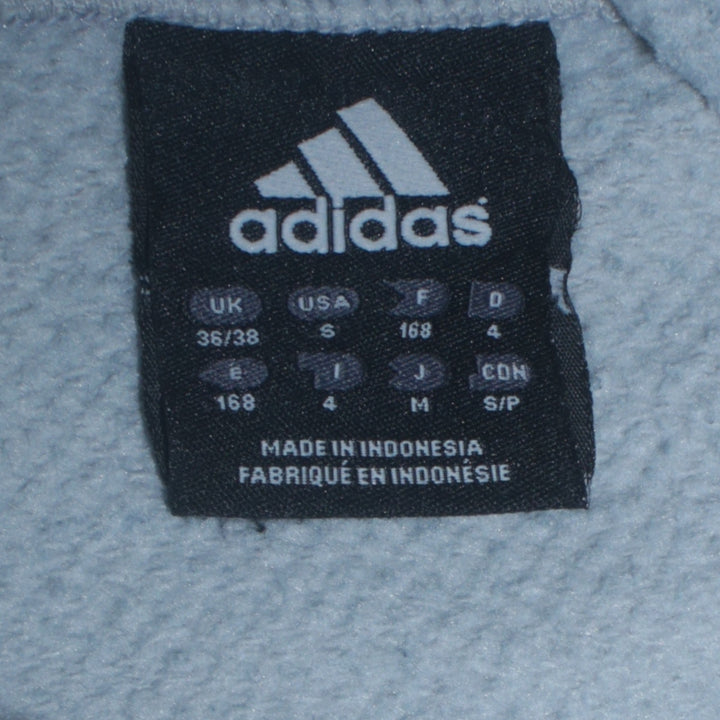 adidas
UK USA F D
36/38 S 168 4
E I J CDN
168 4 M S/P
MADE IN INDONESIA
FABRIQUÉ EN INDONÉSIE